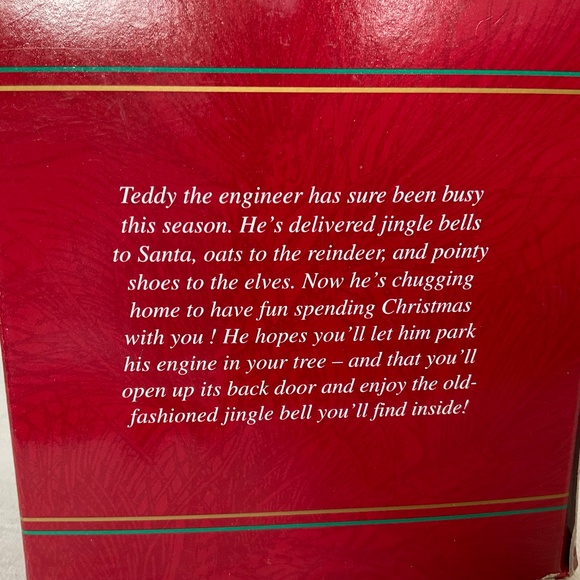 Teddy the engineer has sure been busy
this season. He's delivered jingle bells
to Santa, oats to the reindeer, and pointy
shoes to the elves. Now he's chugging
home to have fun spending Christmas
with you ! He hopes you'll let him park
his engine in your tree – and that you'll
open up its back door and enjoy the old-
fashioned jingle bell you'll find inside!